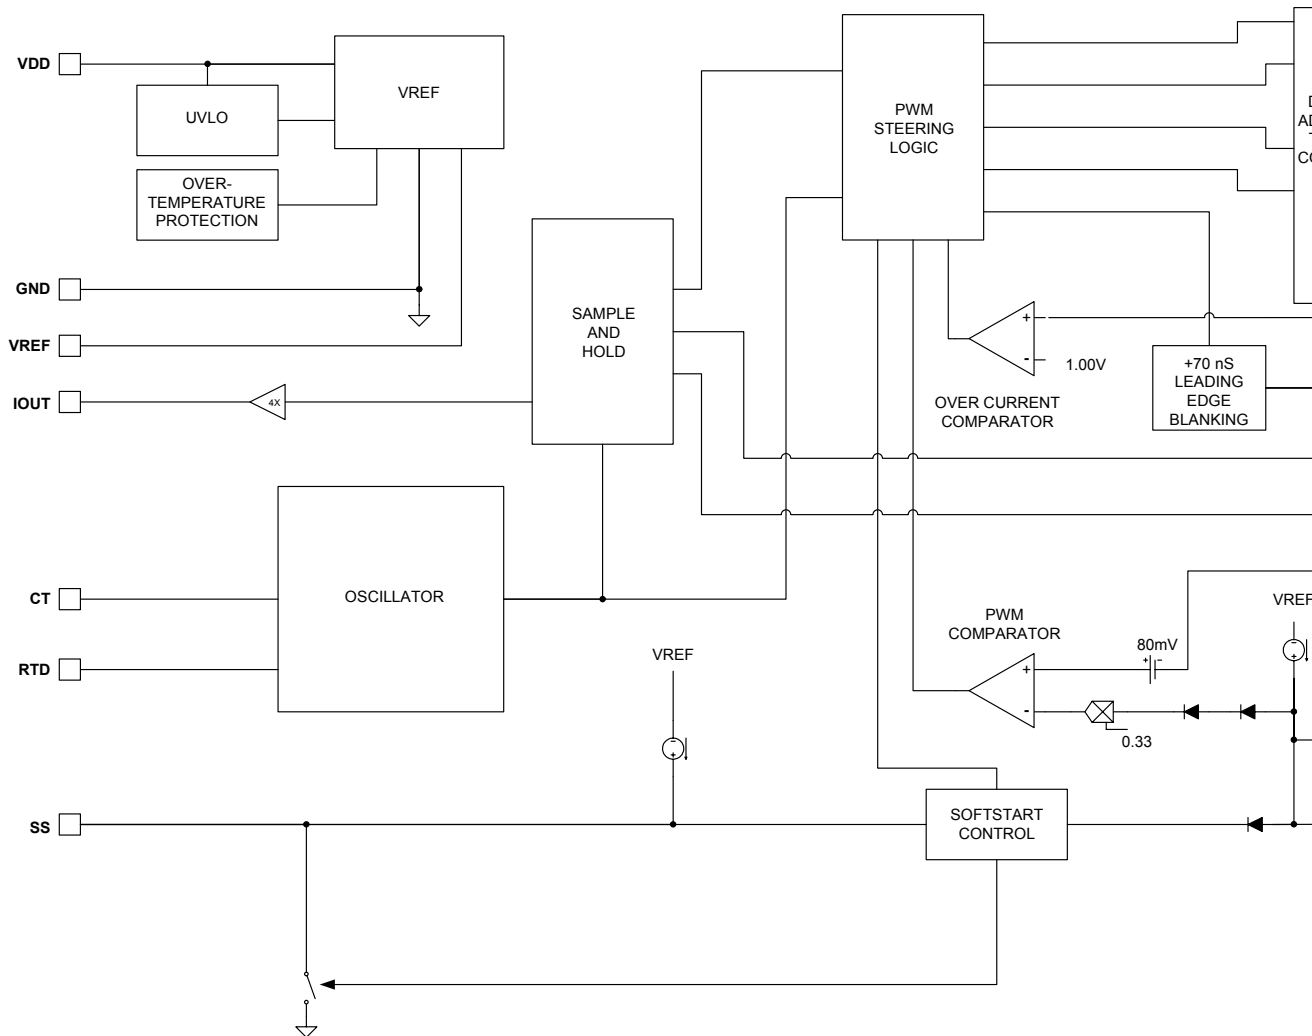 VDD
UVLO
VREF
OVER-
TEMPERATURE
PROTECTION
GND
VREF
IOUT
4X
SAMPLE
AND
HOLD
PWM
STEERING
LOGIC
+
-
1.00V
OVER CURRENT
COMPARATOR
+70 nS
LEADING
EDGE
BLANKING
CT
RTD
OSCILLATOR
VREF
-
+
PWM
COMPARATOR
+
-
80mV
+ -
0.33
VREF
-
+
SS
SOFTSTART
CONTROL